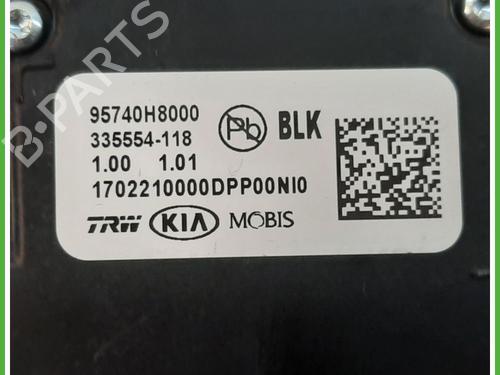 95740H8000
335554-118
1.00 1.01
1702210000DPP00NI0
Pb BLK
TRW KIA MOBIS
B-PARTS